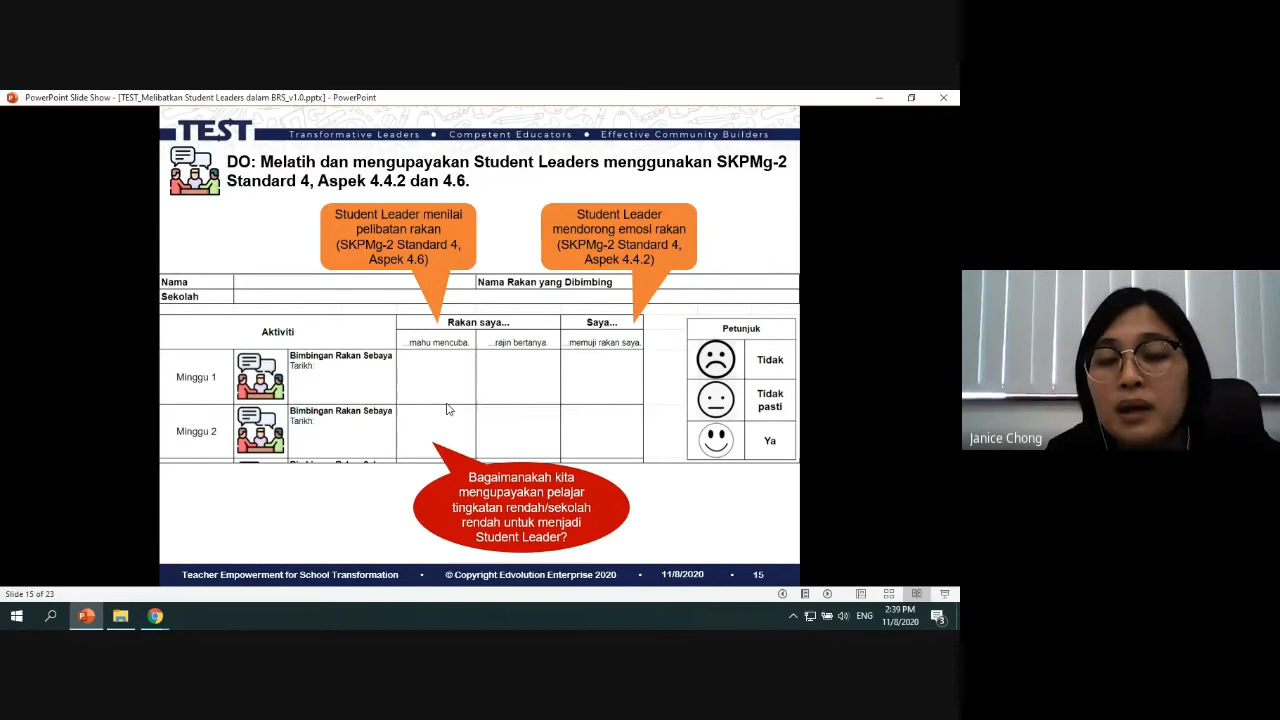 PowerPoint Slide Show - [TEST_Melibatkan Student Leaders dalam BRS_v1.0.pptx] - PowerPoint
TEST
Transformative Leaders • Competent Educators • Effective Community Builders
DO: Melatih dan mengupayakan Student Leaders menggunakan SKPMg-2
Standard 4, Aspek 4.4.2 dan 4.6.
Student Leader menilai
pelibatan rakan
(SKPMg-2 Standard 4,
Aspek 4.6)
Student Leader
mendorong emosi rakan
(SKPMg-2 Standard 4,
Aspek 4.4.2)
Nama
Nama Rakan yang Dibimbing
Sekolah
Aktiviti
Rakan saya...
Saya...
...mahu mencuba.
...rajin bertanya.
...memuji rakan saya.
Minggu 1
Bimbingan Rakan Sebaya
Tarikh:
Minggu 2
Bimbingan Rakan Sebaya
Tarikh:
Petunjuk
Tidak
Tidak
pasti
Ya
Bagaimanakah kita
mengupayakan pelajar
tingkatan rendah/sekolah
rendah untuk menjadi
Student Leader?
Teacher Empowerment for School Transformation • © Copyright Edvolution Enterprise 2020 • 11/8/2020 • 15
Slide 15 of 23
ENG
2:39 PM
11/8/2020
3
Janice Chong